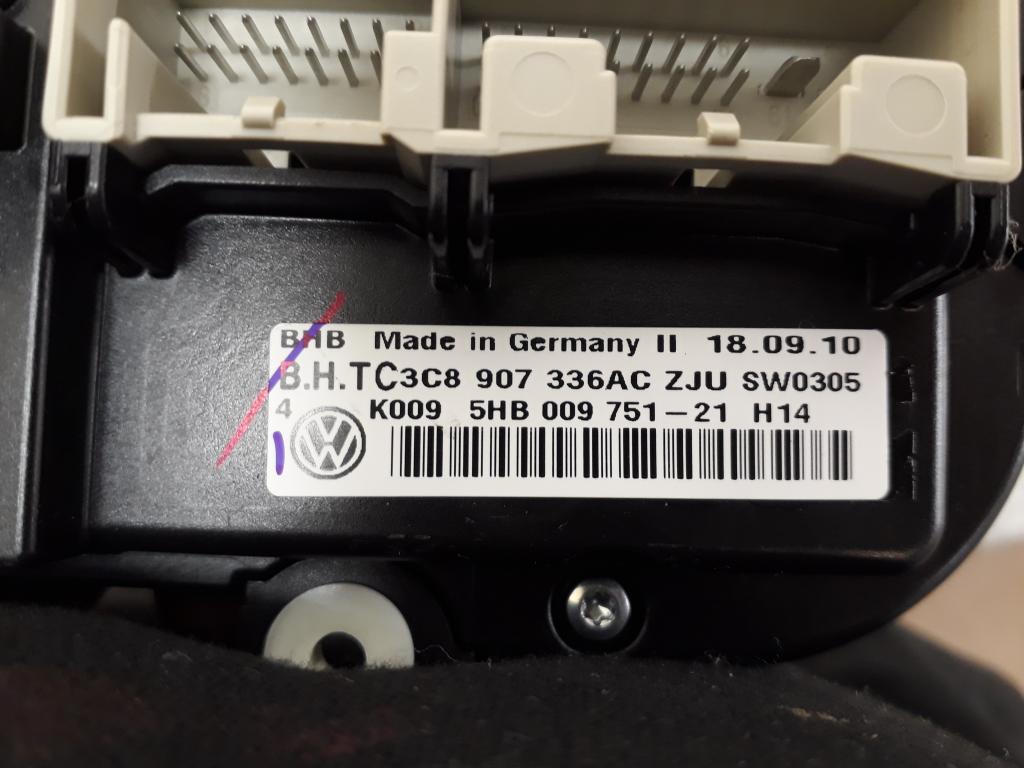 BHB Made in Germany II 18.09.10
B.H.TC3C8 907 336AC ZJU SW0305
4 K009 5HB 009 751-21 H14
VW